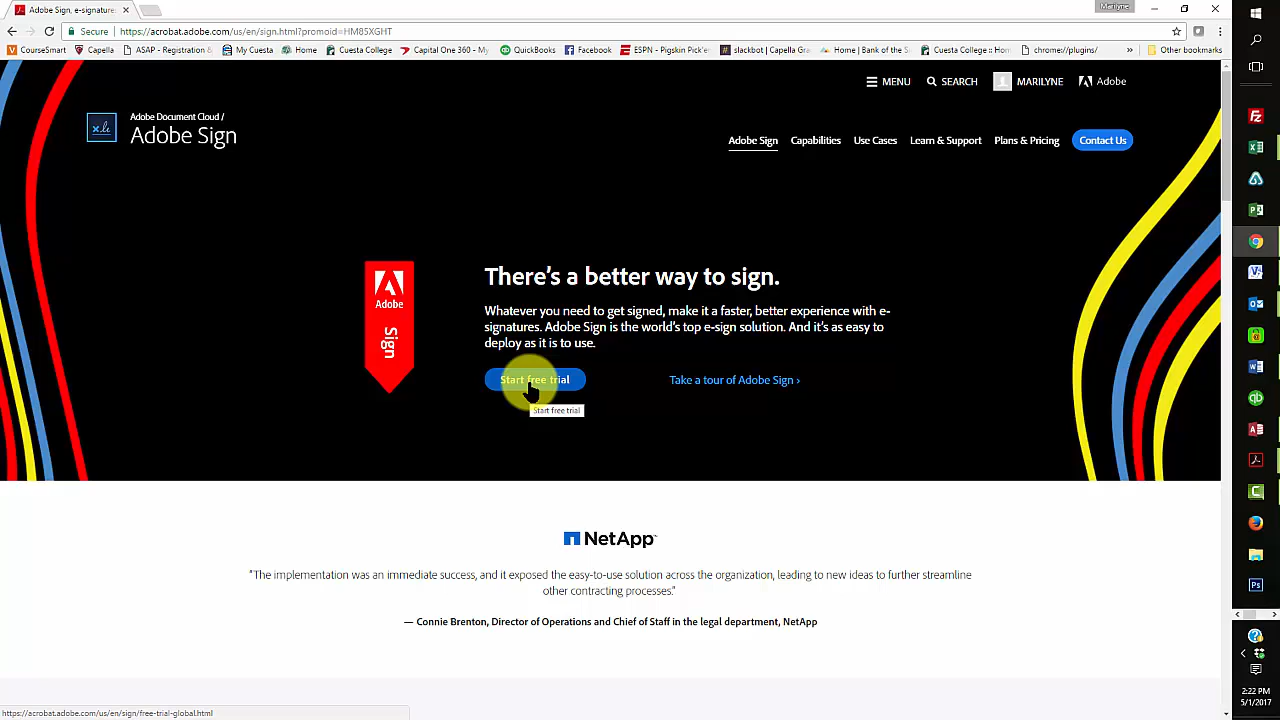 Adobe Sign, e-signature
Marilyne
Secure
https://acrobat.adobe.com/us/en/sign.html?promoid=HM85XGHT
CourseSmart
Capella
ASAP - Registration &
My Cuesta
Home
Cuesta College
Capital One 360 - My
QuickBooks
Facebook
ESPN - Pigskin Pick'e
slackbot | Capella Gra
Home | Bank of the S
Cuesta College :: Hom
chrome://plugins/
»
Other bookmarks
MENU
SEARCH
MARILYNE
Adobe
Adobe Document Cloud /
Adobe Sign
Adobe Sign
Capabilities
Use Cases
Learn & Support
Plans & Pricing
Contact Us
Adobe
Sign
There's a better way to sign.
Whatever you need to get signed, make it a faster, better experience with e-
signatures. Adobe Sign is the world's top e-sign solution. And it's as easy to
deploy as it is to use.
Start free trial
Take a tour of Adobe Sign ›
Start free trial
NetApp
"The implementation was an immediate success, and it exposed the easy-to-use solution across the organization, leading to new ideas to further streamline
other contracting processes."
— Connie Brenton, Director of Operations and Chief of Staff in the legal department, NetApp
https://acrobat.adobe.com/us/en/sign/free-trial-global.html
2:22 PM
5/1/2017